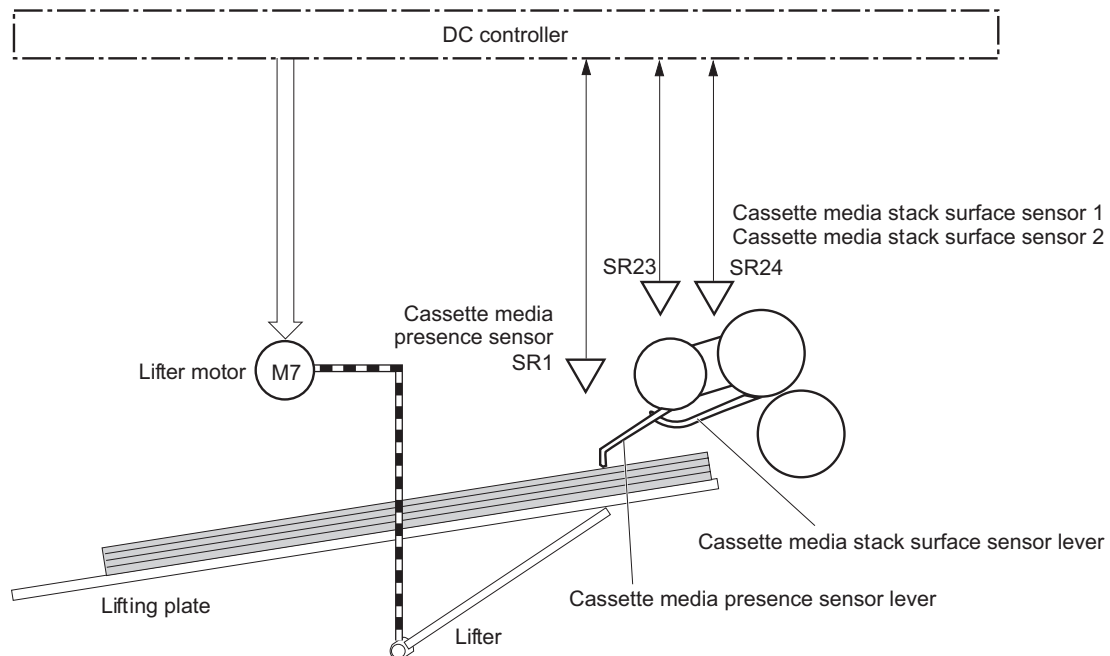 DC controller
Cassette media stack surface sensor 1
Cassette media stack surface sensor 2
SR23
SR24
Cassette media
presence sensor
SR1
Lifter motor
M7
Cassette media stack surface sensor lever
Cassette media presence sensor lever
Lifting plate
Lifter